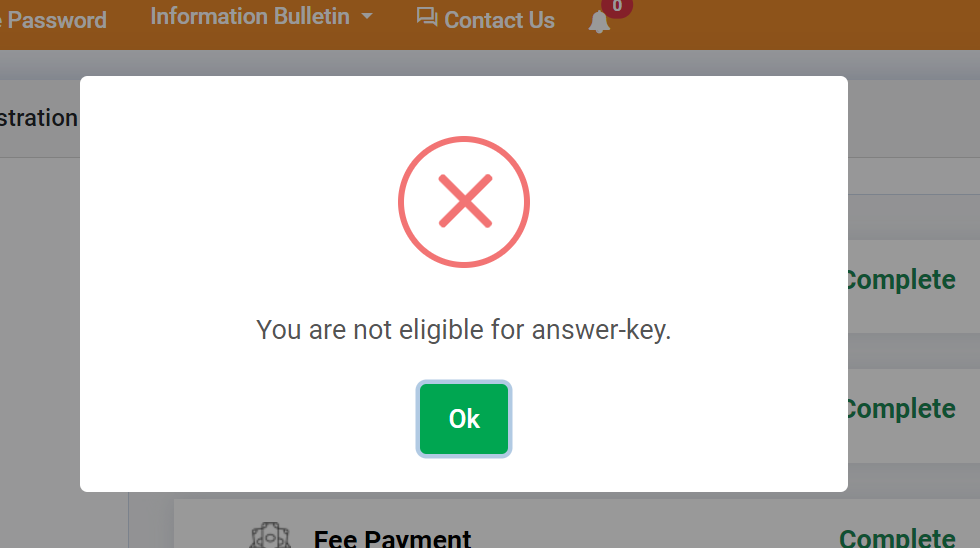 Password
Information Bulletin
Contact Us
0
stration
You are not eligible for answer-key.
Ok
Complete
Complete
Fee Payment
Complete